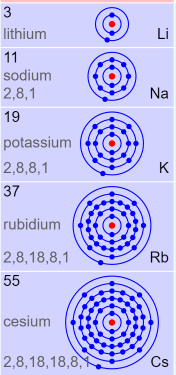 3
lithium Li
11
sodium
2,8,1 Na
19
potassium
2,8,8,1 K
37
rubidium
2,8,18,8,1 Rb
55
cesium
2,8,18,18,8,1 Cs